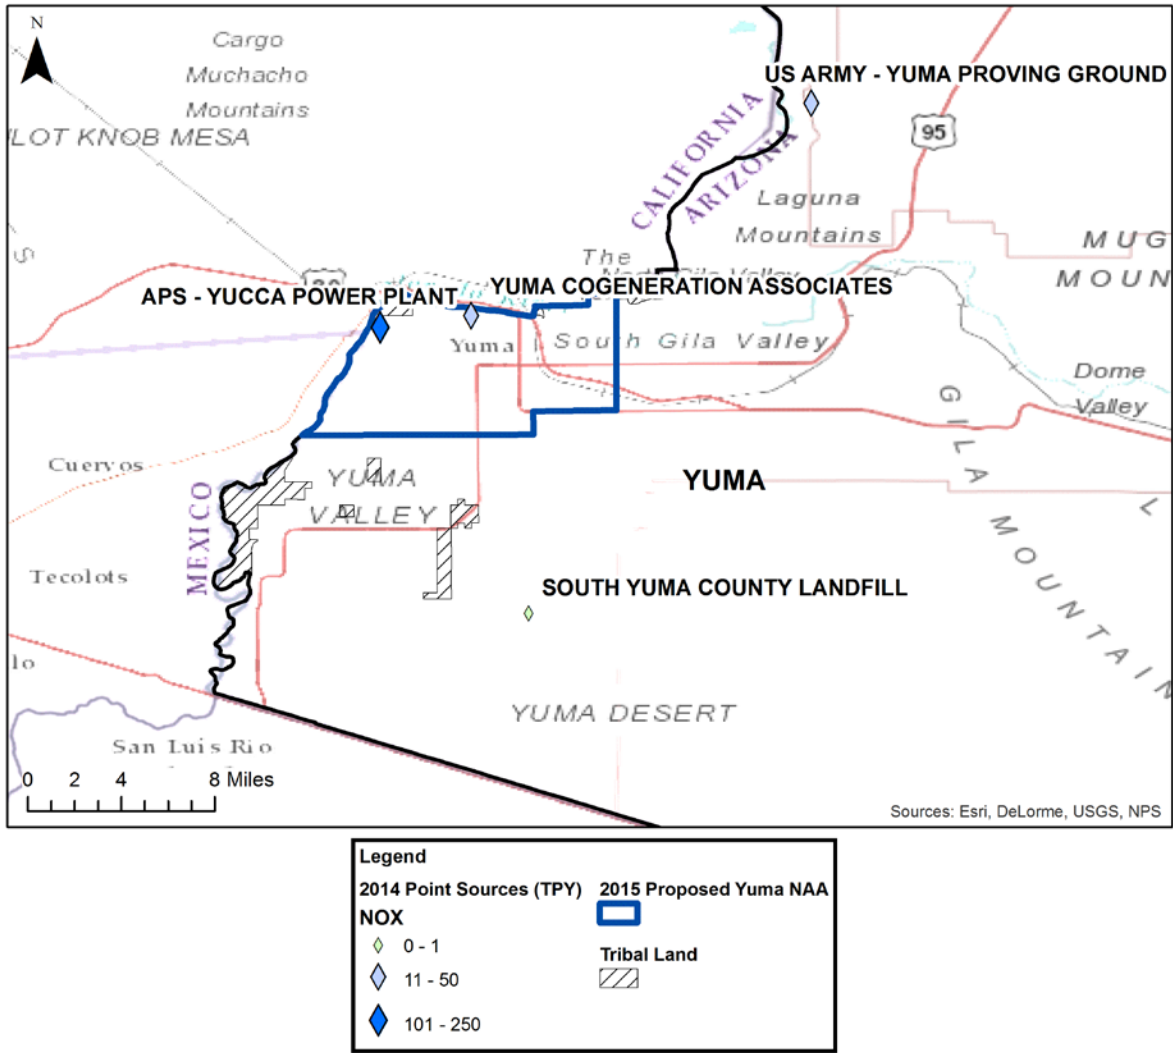 N
Cargo
Muchacho
Mountains
LOT KNOB MESA
US ARMY - YUMA PROVING GROUND
CALIFORNIA
ARIZONA
95
Laguna
Mountains
MUG
MOUN
S
The
North Gila Valley
APS - YUCCA POWER PLANT
YUMA COGENERATION ASSOCIATES
Yuma
South Gila Valley
Dome
Valley
GILA MOUNTAIN
L
Cuervos
YUMA
VALLEY
YUMA
MEXICO
Tecolots
SOUTH YUMA COUNTY LANDFILL
lo
YUMA DESERT
San Luis Rio
0 2 4 8 Miles
Sources: Esri, DeLorme, USGS, NPS
Legend
2014 Point Sources (TPY)
2015 Proposed Yuma NAA
NOX
0 - 1
Tribal Land
11 - 50
101 - 250